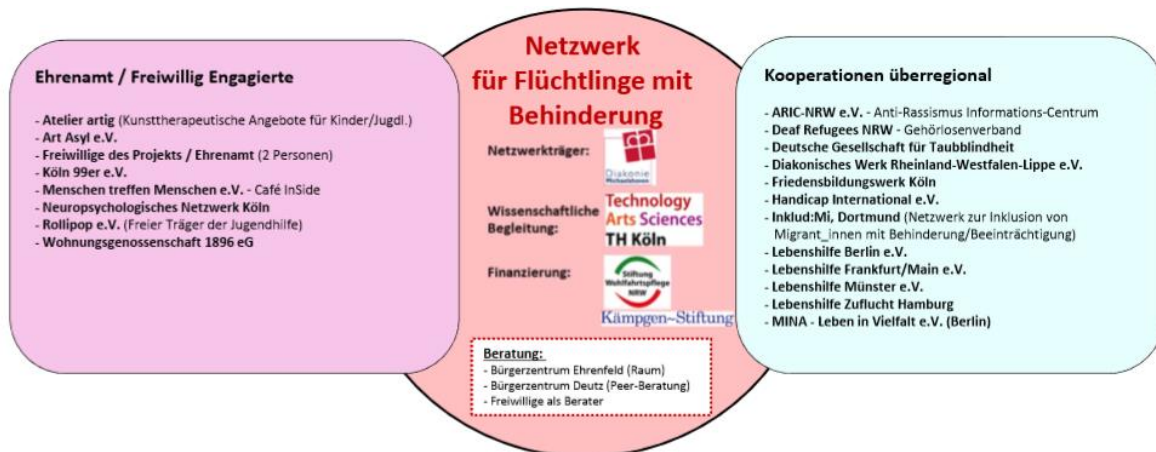 Ehrenamt / Freiwillig Engagierte
- Atelier artig (Kunsttherapeutische Angebote für Kinder/Jugdl.)
- Art Asyl e.V.
- Freiwillige des Projekts / Ehrenamt (2 Personen)
- Köln 99er e.V.
- Menschen treffen Menschen e.V. - Café InSide
- Neuropsychologisches Netzwerk Köln
- Rollipop e.V. (Freier Träger der Jugendhilfe)
- Wohnungsgenossenschaft 1896 eG
Netzwerk
für Flüchtlinge mit
Behinderung
Netzwerkträger:
Diakonie
Michaelshoven
Wissenschaftliche
Begleitung:
Technology
Arts Sciences
TH Köln
Finanzierung:
Stiftung
Wohlfahrtspflege
NRW
Kämpgen~Stiftung
Beratung:
- Bürgerzentrum Ehrenfeld (Raum)
- Bürgerzentrum Deutz (Peer-Beratung)
- Freiwillige als Berater
Kooperationen überregional
- ARIC-NRW e.V. - Anti-Rassismus Informations-Centrum
- Deaf Refugees NRW - Gehörlosenverband
- Deutsche Gesellschaft für Taubblindheit
- Diakonisches Werk Rheinland-Westfalen-Lippe e.V.
- Friedensbildungswerk Köln
- Handicap International e.V.
- Inklud:Mi, Dortmund (Netzwerk zur Inklusion von
Migrant_innen mit Behinderung/Beeinträchtigung)
- Lebenshilfe Berlin e.V.
- Lebenshilfe Frankfurt/Main e.V.
- Lebenshilfe Münster e.V.
- Lebenshilfe Zuflucht Hamburg
- MINA - Leben in Vielfalt e.V. (Berlin)